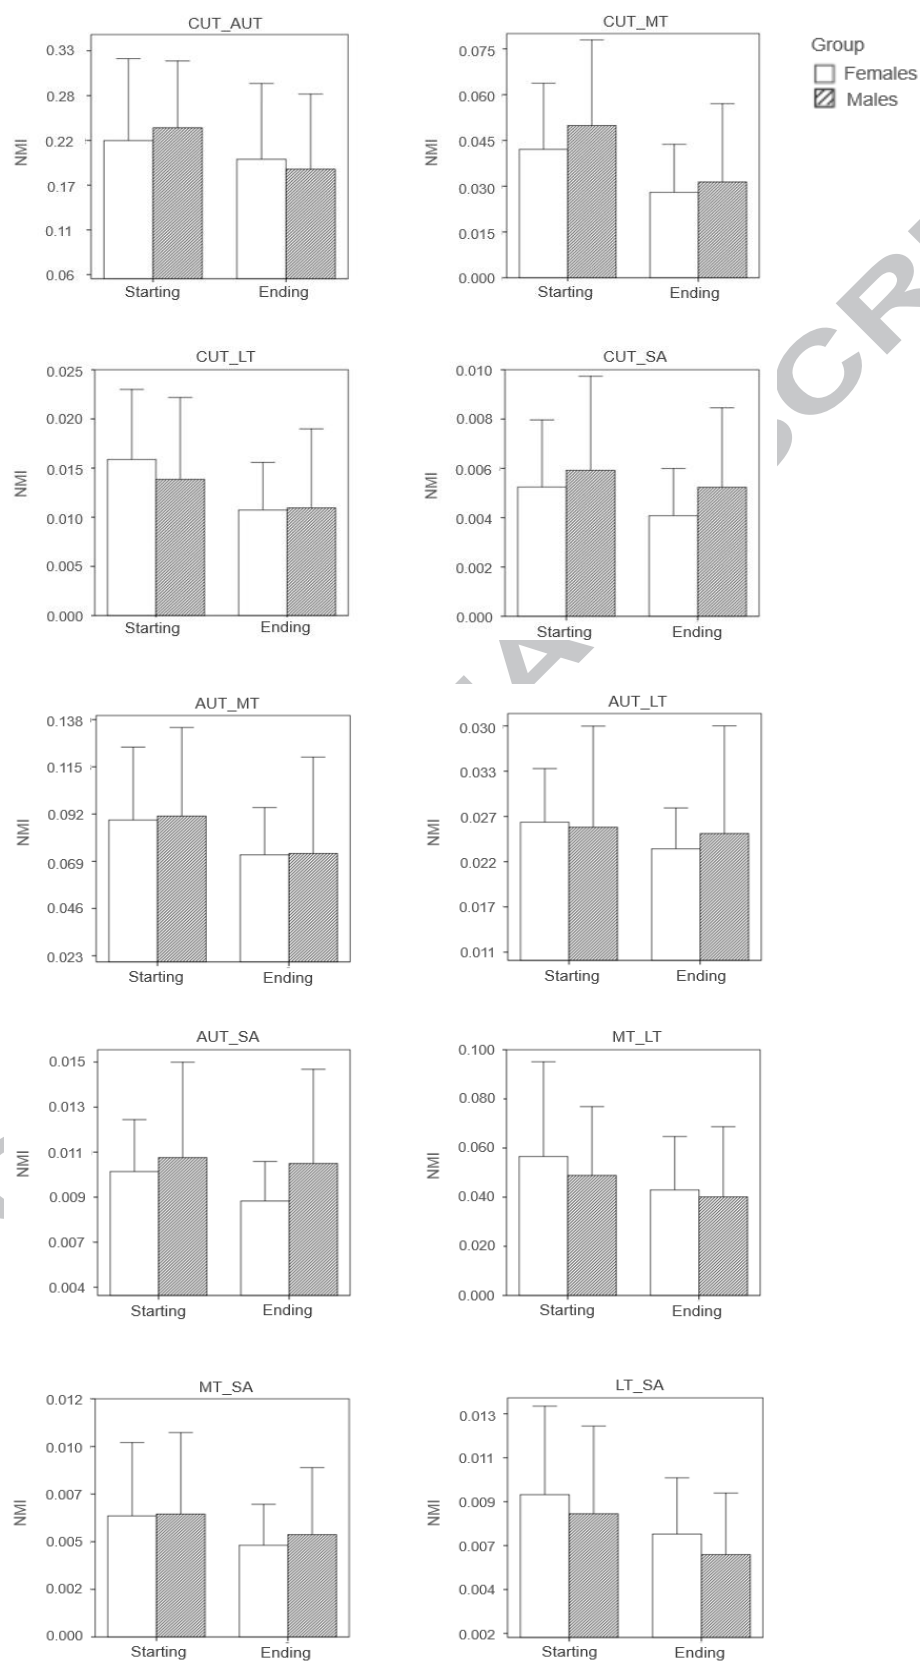 CUT_AUT
0.33
0.28
0.22
0.17
0.11
0.06
NMI
Starting Ending
CUT_MT
0.075
0.060
0.045
0.030
0.015
0.000
NMI
Starting Ending
Group
Females
Males
CUT_LT
0.025
0.020
0.015
0.010
0.005
0.000
NMI
Starting Ending
CUT_SA
0.010
0.008
0.006
0.004
0.002
0.000
NMI
Starting Ending
AUT_MT
0.138
0.115
0.092
0.069
0.046
0.023
NMI
Starting Ending
AUT_LT
0.030
0.033
0.027
0.022
0.017
0.011
NMI
Starting Ending
AUT_SA
0.015
0.013
0.011
0.009
0.007
0.004
NMI
Starting Ending
MT_LT
0.100
0.080
0.060
0.040
0.020
0.000
NMI
Starting Ending
MT_SA
0.012
0.010
0.007
0.005
0.002
0.000
NMI
Starting Ending
LT_SA
0.013
0.011
0.009
0.007
0.004
0.002
NMI
Starting Ending